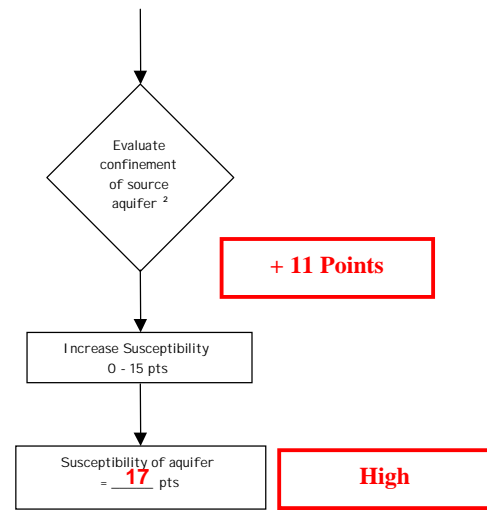 Evaluate
confinement
of source
aquifer ²
+ 11 Points
Increase Susceptibility
0 - 15 pts
Susceptibility of aquifer
= 17 pts
High